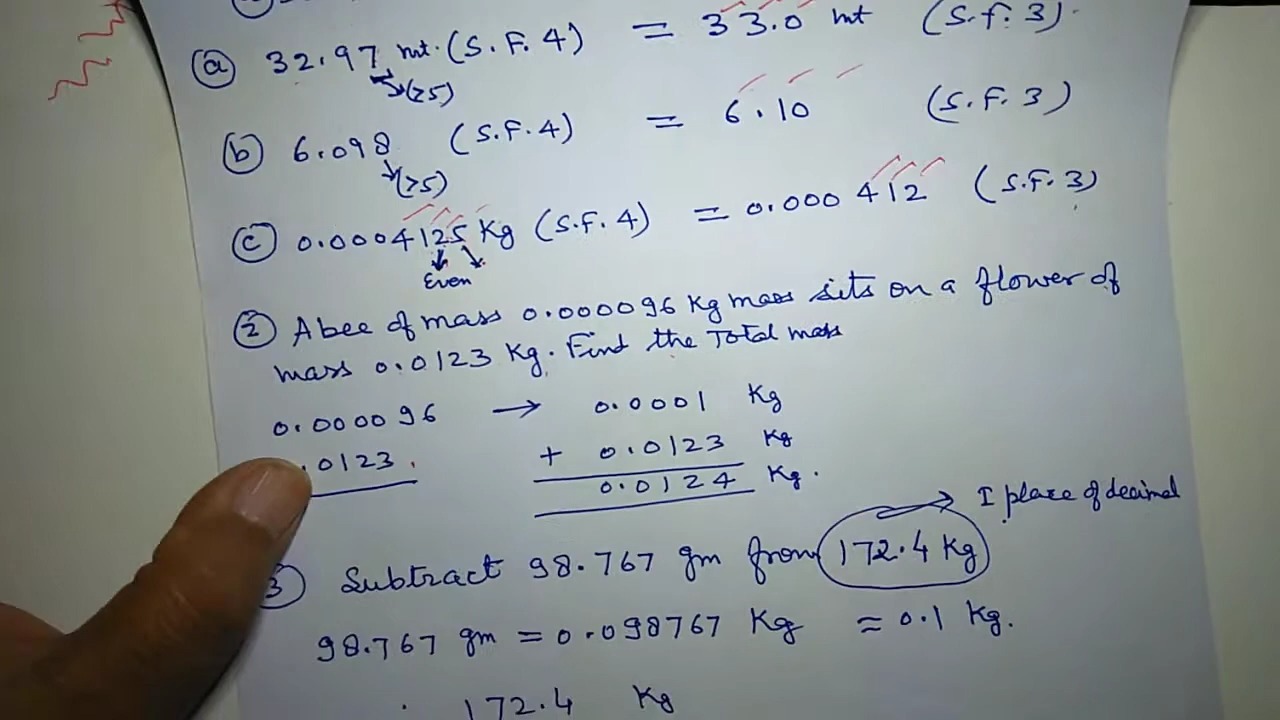 (a) 32.97 mt. (S.F. 4) = 33.0 mt (S.f. 3).
(≥5)
(b) 6.098 (S.F. 4) = 6.10 (S.F. 3)
(>5)
(c) 0.0004125 Kg (S.f. 4) = 0.000412 (S.F. 3)
Even
(2) A bee of mass 0.000096 Kg mass sits on a flower of
mass 0.0123 Kg. Find the Total mass
0.000096 → 0.0001 Kg
.0123. + 0.0123 Kg
0.0124 Kg.
I place of decimal
3 Subtract 98.767 gm from 172.4 Kg
98.767 gm = 0.098767 Kg ≈ 0.1 Kg.
172.4 Kg